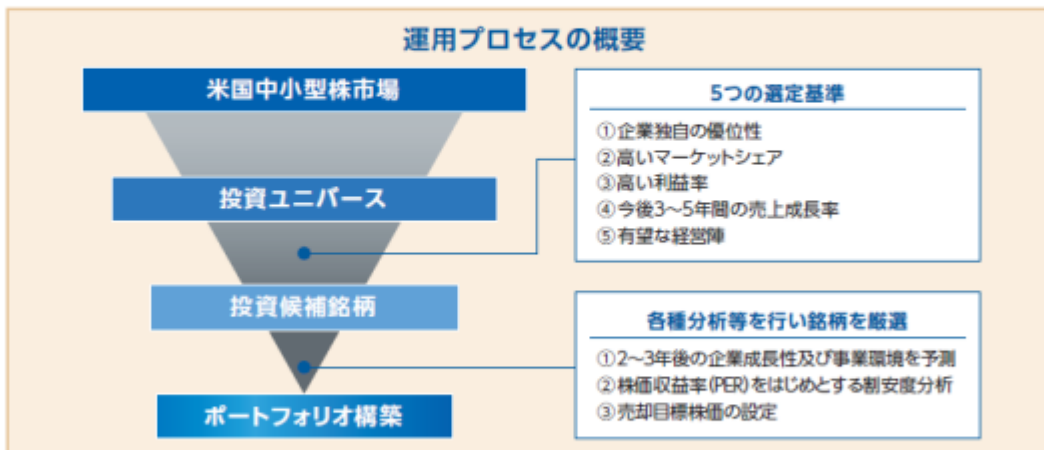 運用プロセスの概要
米国中小型株市場
投資ユニバース
投資候補銘柄
ポートフォリオ構築
5つの選定基準
①企業独自の優位性
②高いマーケットシェア
③高い利益率
④今後3～5年間の売上成長率
⑤有望な経営陣
各種分析等を行い銘柄を厳選
①2～3年後の企業成長性及び事業環境を予測
②株価収益率(PER)をはじめとする割安度分析
③売却目標株価の設定